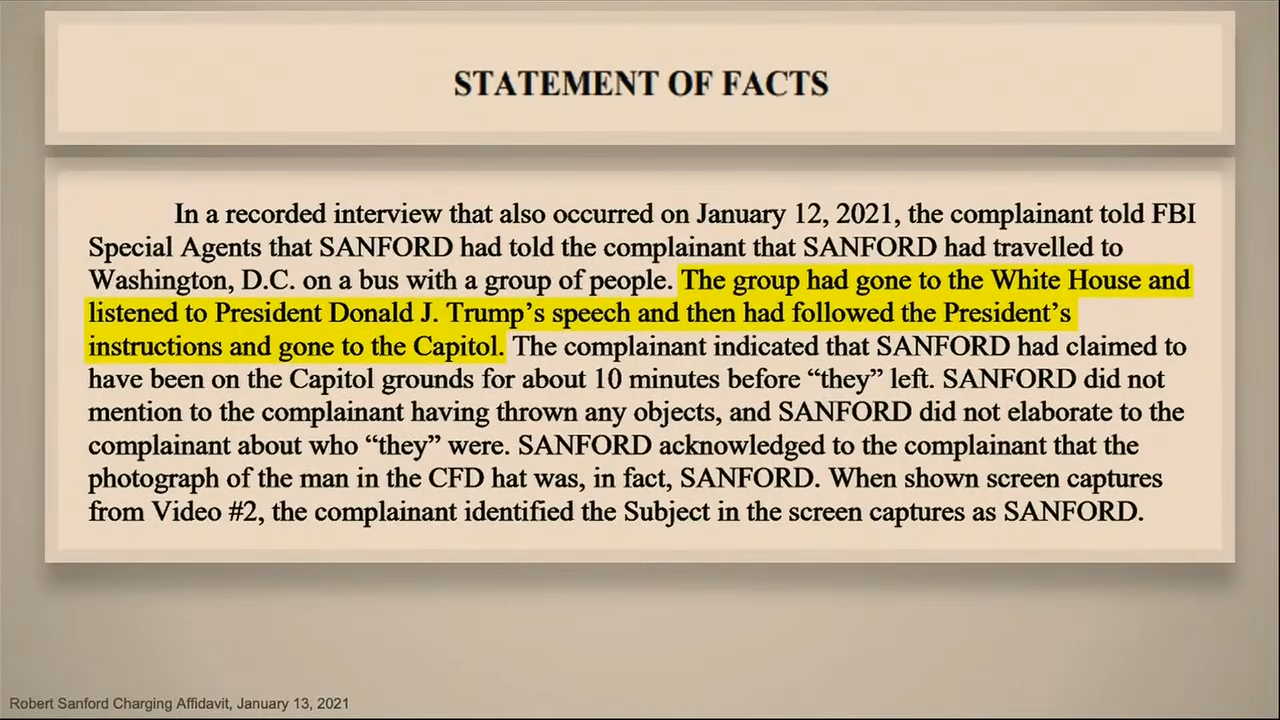 STATEMENT OF FACTS
In a recorded interview that also occurred on January 12, 2021, the complainant told FBI
Special Agents that SANFORD had told the complainant that SANFORD had travelled to
Washington, D.C. on a bus with a group of people. The group had gone to the White House and
listened to President Donald J. Trump’s speech and then had followed the President’s
instructions and gone to the Capitol. The complainant indicated that SANFORD had claimed to
have been on the Capitol grounds for about 10 minutes before “they” left. SANFORD did not
mention to the complainant having thrown any objects, and SANFORD did not elaborate to the
complainant about who “they” were. SANFORD acknowledged to the complainant that the
photograph of the man in the CFD hat was, in fact, SANFORD. When shown screen captures
from Video #2, the complainant identified the Subject in the screen captures as SANFORD.
Robert Sanford Charging Affidavit, January 13, 2021